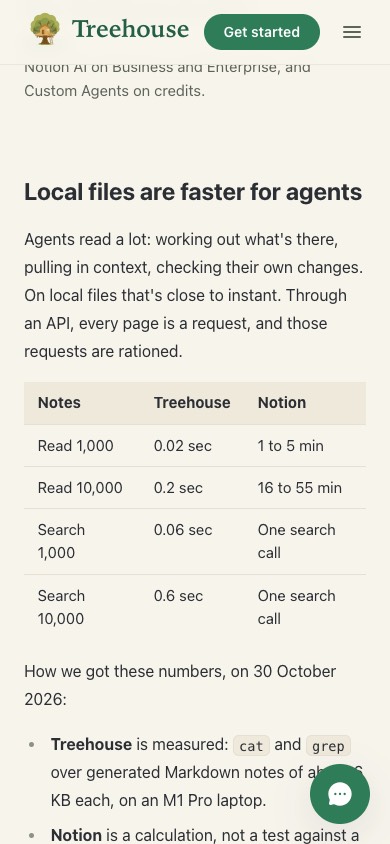 Treehouse
Get started
Notion AI on Business and Enterprise, and
Custom Agents on credits.
Local files are faster for agents
Agents read a lot: working out what's there,
pulling in context, checking their own changes.
On local files that's close to instant. Through
an API, every page is a request, and those
requests are rationed.
Notes Treehouse Notion
Read 1,000 0.02 sec 1 to 5 min
Read 10,000 0.2 sec 16 to 55 min
Search 1,000 0.06 sec One search call
Search 10,000 0.6 sec One search call
How we got these numbers, on 30 October
2026:
Treehouse is measured: cat and grep
over generated Markdown notes of
KB each, on an M1 Pro laptop.
Notion is a calculation, not a test against a